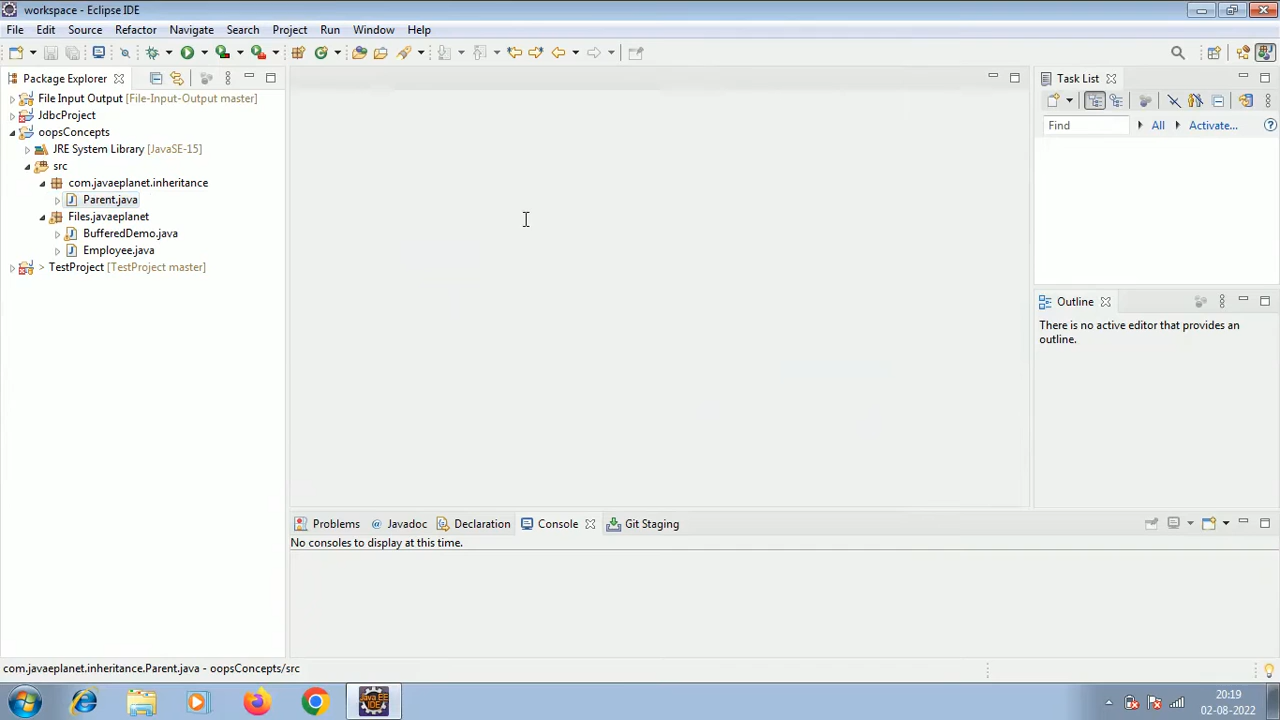 workspace - Eclipse IDE
File Edit Source Refactor Navigate Search Project Run Window Help
Package Explorer
File Input Output [File-Input-Output master]
JdbcProject
oopsConcepts
JRE System Library [JavaSE-15]
src
com.javaeplanet.inheritance
Parent.java
Files.javaeplanet
BufferedDemo.java
Employee.java
> TestProject [TestProject master]
Task List
Find All Activate...
Outline
There is no active editor that provides an
outline.
Problems @ Javadoc Declaration Console Git Staging
No consoles to display at this time.
com.javaeplanet.inheritance.Parent.java - oopsConcepts/src
Java EE
IDE
20:19
02-08-2022